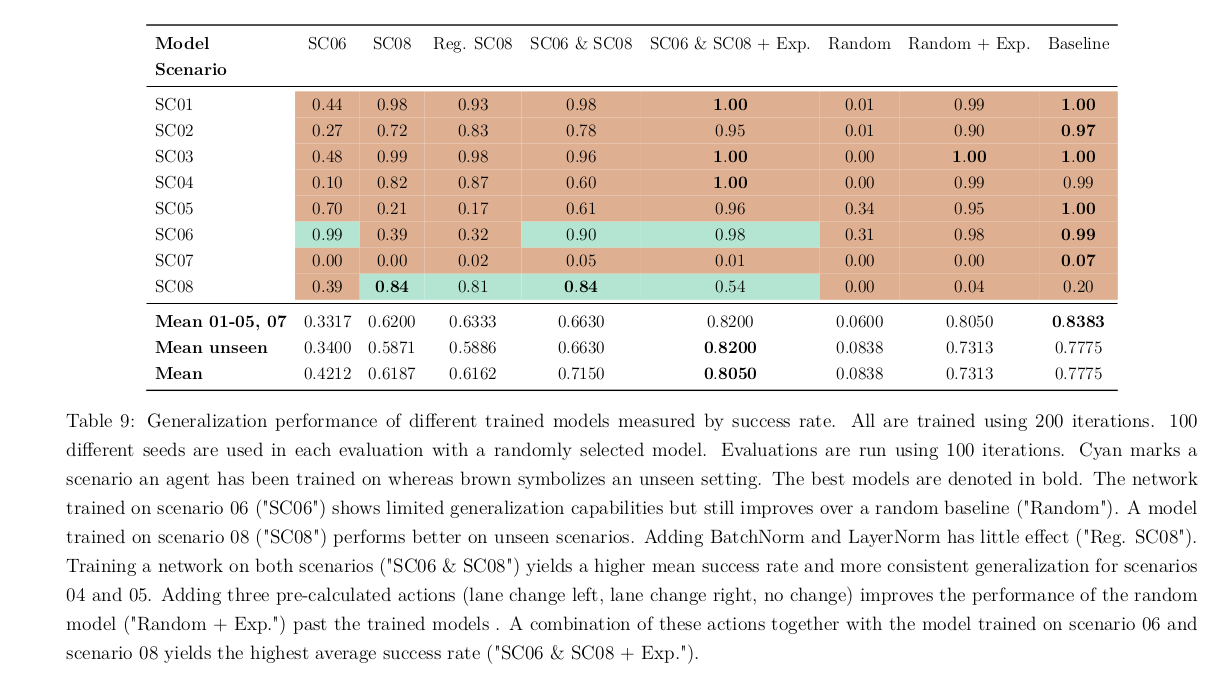 Model SC06 SC08 Reg. SC08 SC06 & SC08 SC06 & SC08 + Exp. Random Random + Exp. Baseline
Scenario
SC01 0.44 0.98 0.93 0.98 1.00 0.01 0.99 1.00
SC02 0.27 0.72 0.83 0.78 0.95 0.01 0.90 0.97
SC03 0.48 0.99 0.98 0.96 1.00 0.00 1.00 1.00
SC04 0.10 0.82 0.87 0.60 1.00 0.00 0.99 0.99
SC05 0.70 0.21 0.17 0.61 0.96 0.34 0.95 1.00
SC06 0.99 0.39 0.32 0.90 0.98 0.31 0.98 0.99
SC07 0.00 0.00 0.02 0.05 0.01 0.00 0.00 0.07
SC08 0.39 0.84 0.81 0.84 0.54 0.00 0.04 0.20
Mean 01-05, 07 0.3317 0.6200 0.6333 0.6630 0.8200 0.0600 0.8050 0.8383
Mean unseen 0.3400 0.5871 0.5886 0.6630 0.8200 0.0838 0.7313 0.7775
Mean 0.4212 0.6187 0.6162 0.7150 0.8050 0.0838 0.7313 0.7775
Table 9: Generalization performance of different trained models measured by success rate. All are trained using 200 iterations. 100
different seeds are used in each evaluation with a randomly selected model. Evaluations are run using 100 iterations. Cyan marks a
scenario an agent has been trained on whereas brown symbolizes an unseen setting. The best models are denoted in bold. The network
trained on scenario 06 ("SC06") shows limited generalization capabilities but still improves over a random baseline ("Random"). A model
trained on scenario 08 ("SC08") performs better on unseen scenarios. Adding BatchNorm and LayerNorm has little effect ("Reg. SC08").
Training a network on both scenarios ("SC06 & SC08") yields a higher mean success rate and more consistent generalization for scenarios
04 and 05. Adding three pre-calculated actions (lane change left, lane change right, no change) improves the performance of the random
model ("Random + Exp.") past the trained models . A combination of these actions together with the model trained on scenario 06 and
scenario 08 yields the highest average success rate ("SC06 & SC08 + Exp.").